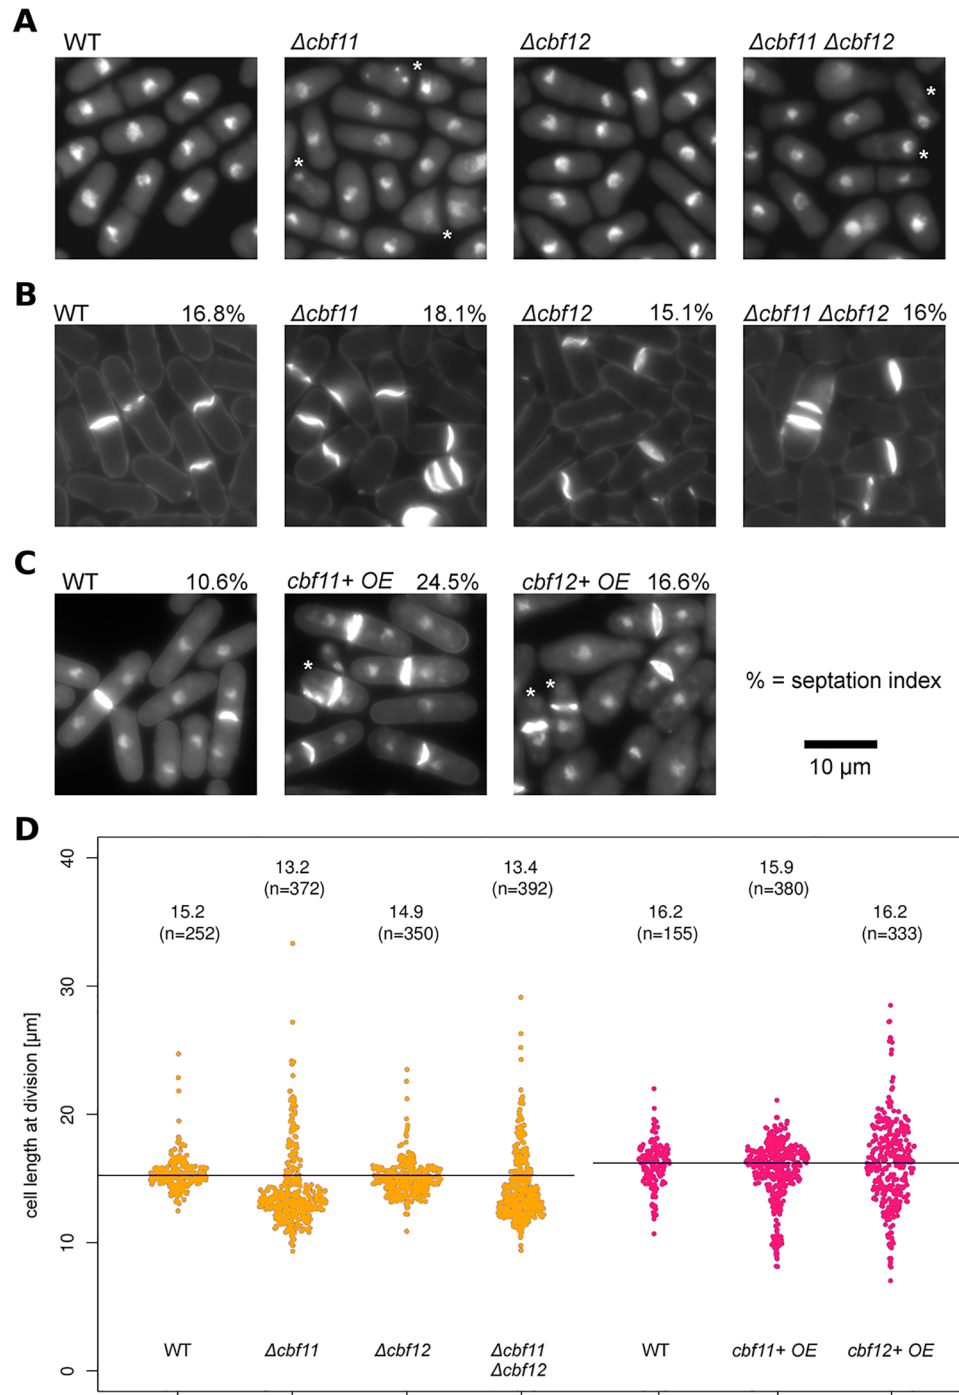 A
WT
Δcbf11
Δcbf12
Δcbf11 Δcbf12
*
*
*
*
*
B
WT 16.8%
Δcbf11 18.1%
Δcbf12 15.1%
Δcbf11 Δcbf12 16%
C
WT 10.6%
cbf11+ OE 24.5%
cbf12+ OE 16.6%
*
* *
% = septation index
10 μm
D
40
30
20
10
0
cell length at division [μm]
15.2
(n=252)
13.2
(n=372)
14.9
(n=350)
13.4
(n=392)
16.2
(n=155)
15.9
(n=380)
16.2
(n=333)
WT
Δcbf11
Δcbf12
Δcbf11
Δcbf12
WT
cbf11+ OE
cbf12+ OE